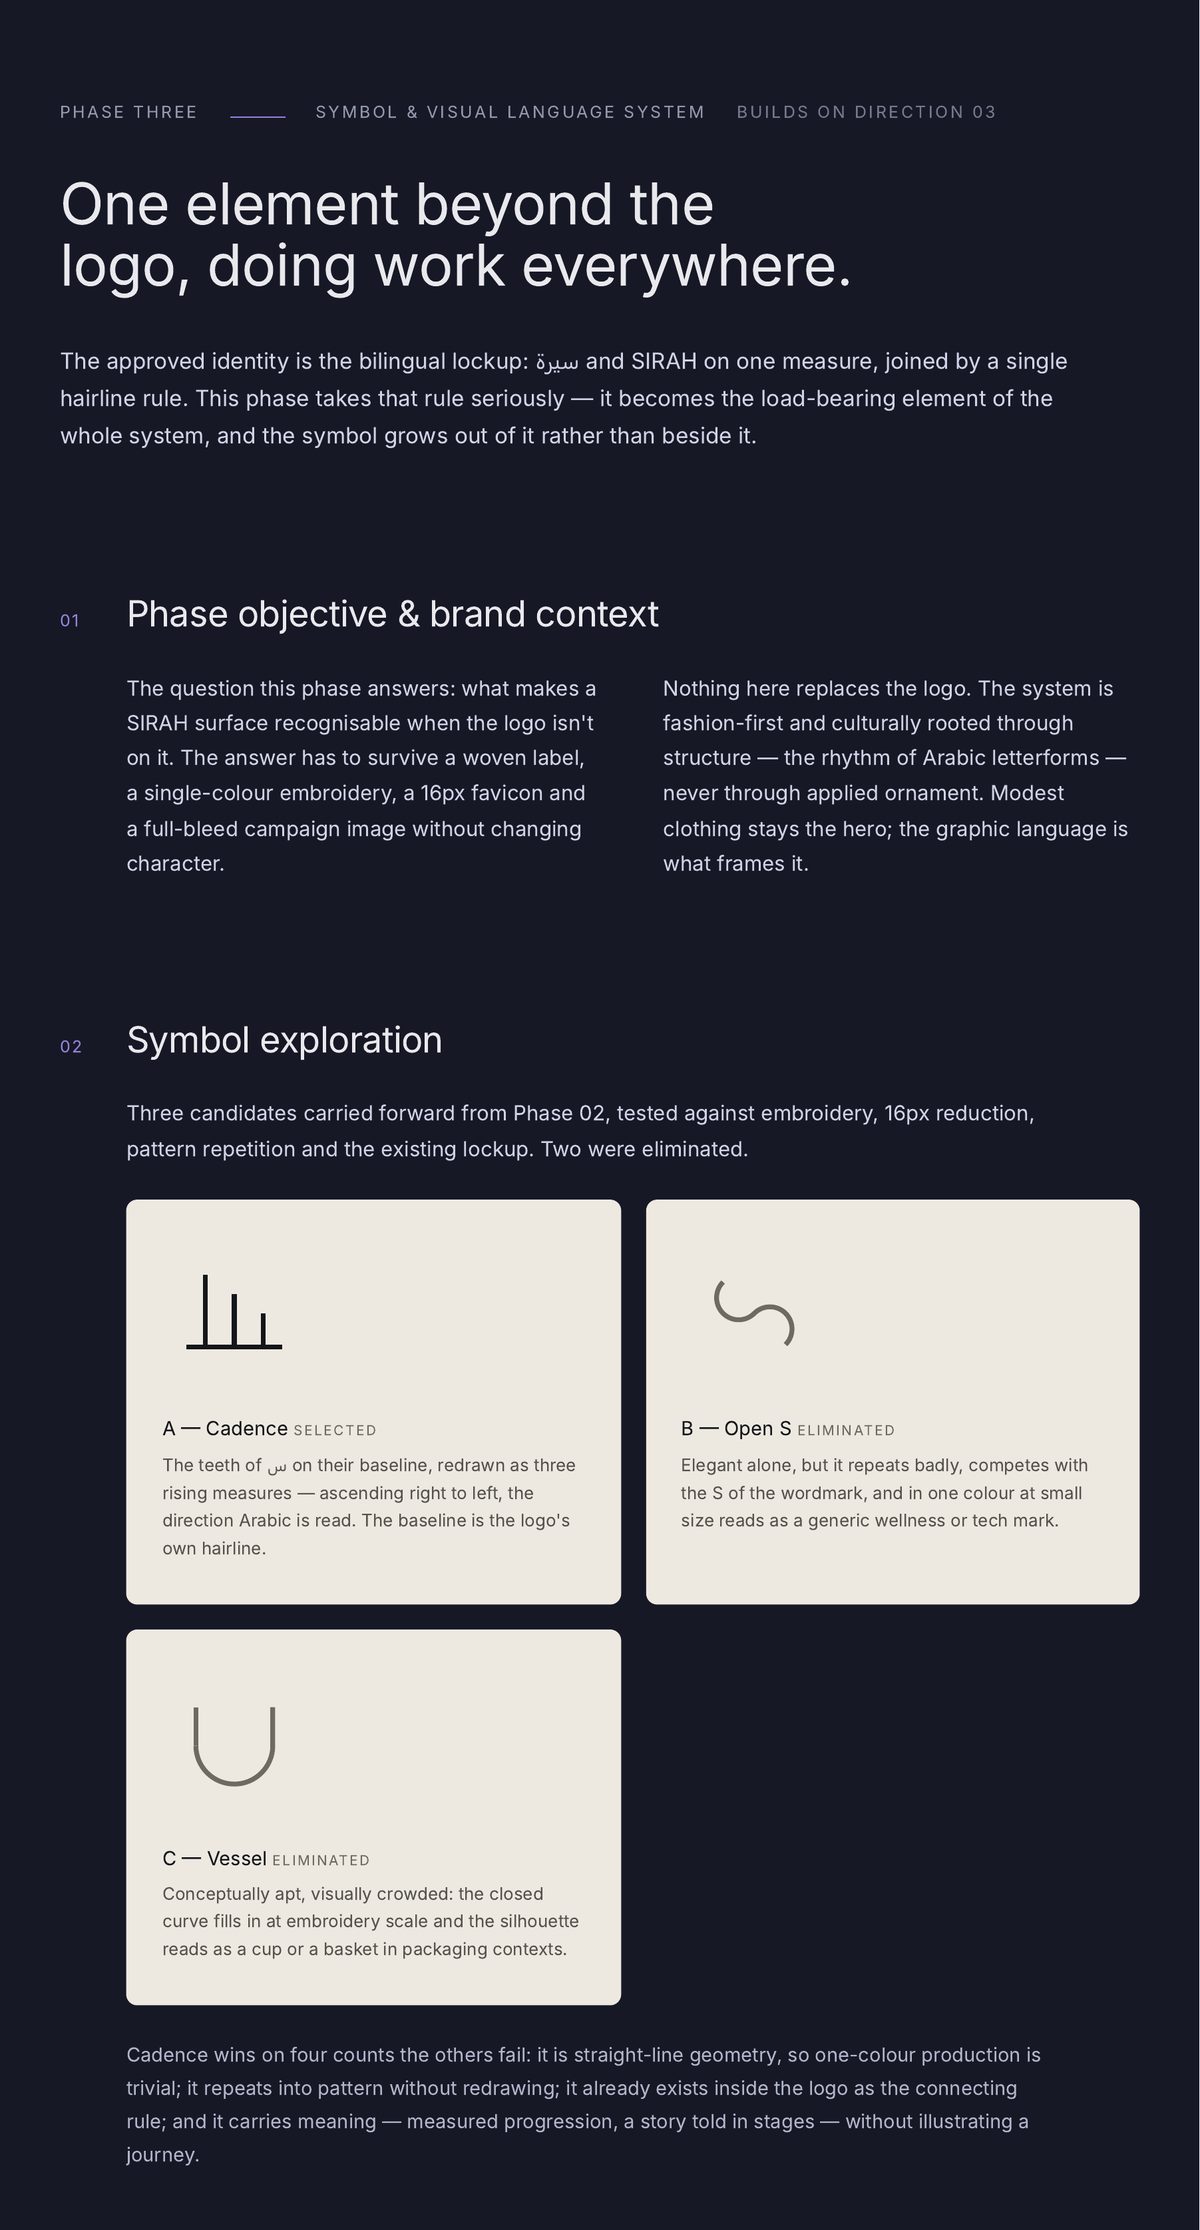 PHASE THREE SYMBOL & VISUAL LANGUAGE SYSTEM BUILDS ON DIRECTION 03
One element beyond the
logo, doing work everywhere.
The approved identity is the bilingual lockup: سيرة and SIRAH on one measure, joined by a single
hairline rule. This phase takes that rule seriously — it becomes the load-bearing element of the
whole system, and the symbol grows out of it rather than beside it.
01 Phase objective & brand context
The question this phase answers: what makes a
SIRAH surface recognisable when the logo isn't
on it. The answer has to survive a woven label,
a single-colour embroidery, a 16px favicon and
a full-bleed campaign image without changing
character.
Nothing here replaces the logo. The system is
fashion-first and culturally rooted through
structure — the rhythm of Arabic letterforms —
never through applied ornament. Modest
clothing stays the hero; the graphic language is
what frames it.
02 Symbol exploration
Three candidates carried forward from Phase 02, tested against embroidery, 16px reduction,
pattern repetition and the existing lockup. Two were eliminated.
A — Cadence SELECTED
The teeth of س on their baseline, redrawn as three
rising measures — ascending right to left, the
direction Arabic is read. The baseline is the logo's
own hairline.
B — Open S ELIMINATED
Elegant alone, but it repeats badly, competes with
the S of the wordmark, and in one colour at small
size reads as a generic wellness or tech mark.
C — Vessel ELIMINATED
Conceptually apt, visually crowded: the closed
curve fills in at embroidery scale and the silhouette
reads as a cup or a basket in packaging contexts.
Cadence wins on four counts the others fail: it is straight-line geometry, so one-colour production is
trivial; it repeats into pattern without redrawing; it already exists inside the logo as the connecting
rule; and it carries meaning — measured progression, a story told in stages — without illustrating a
journey.